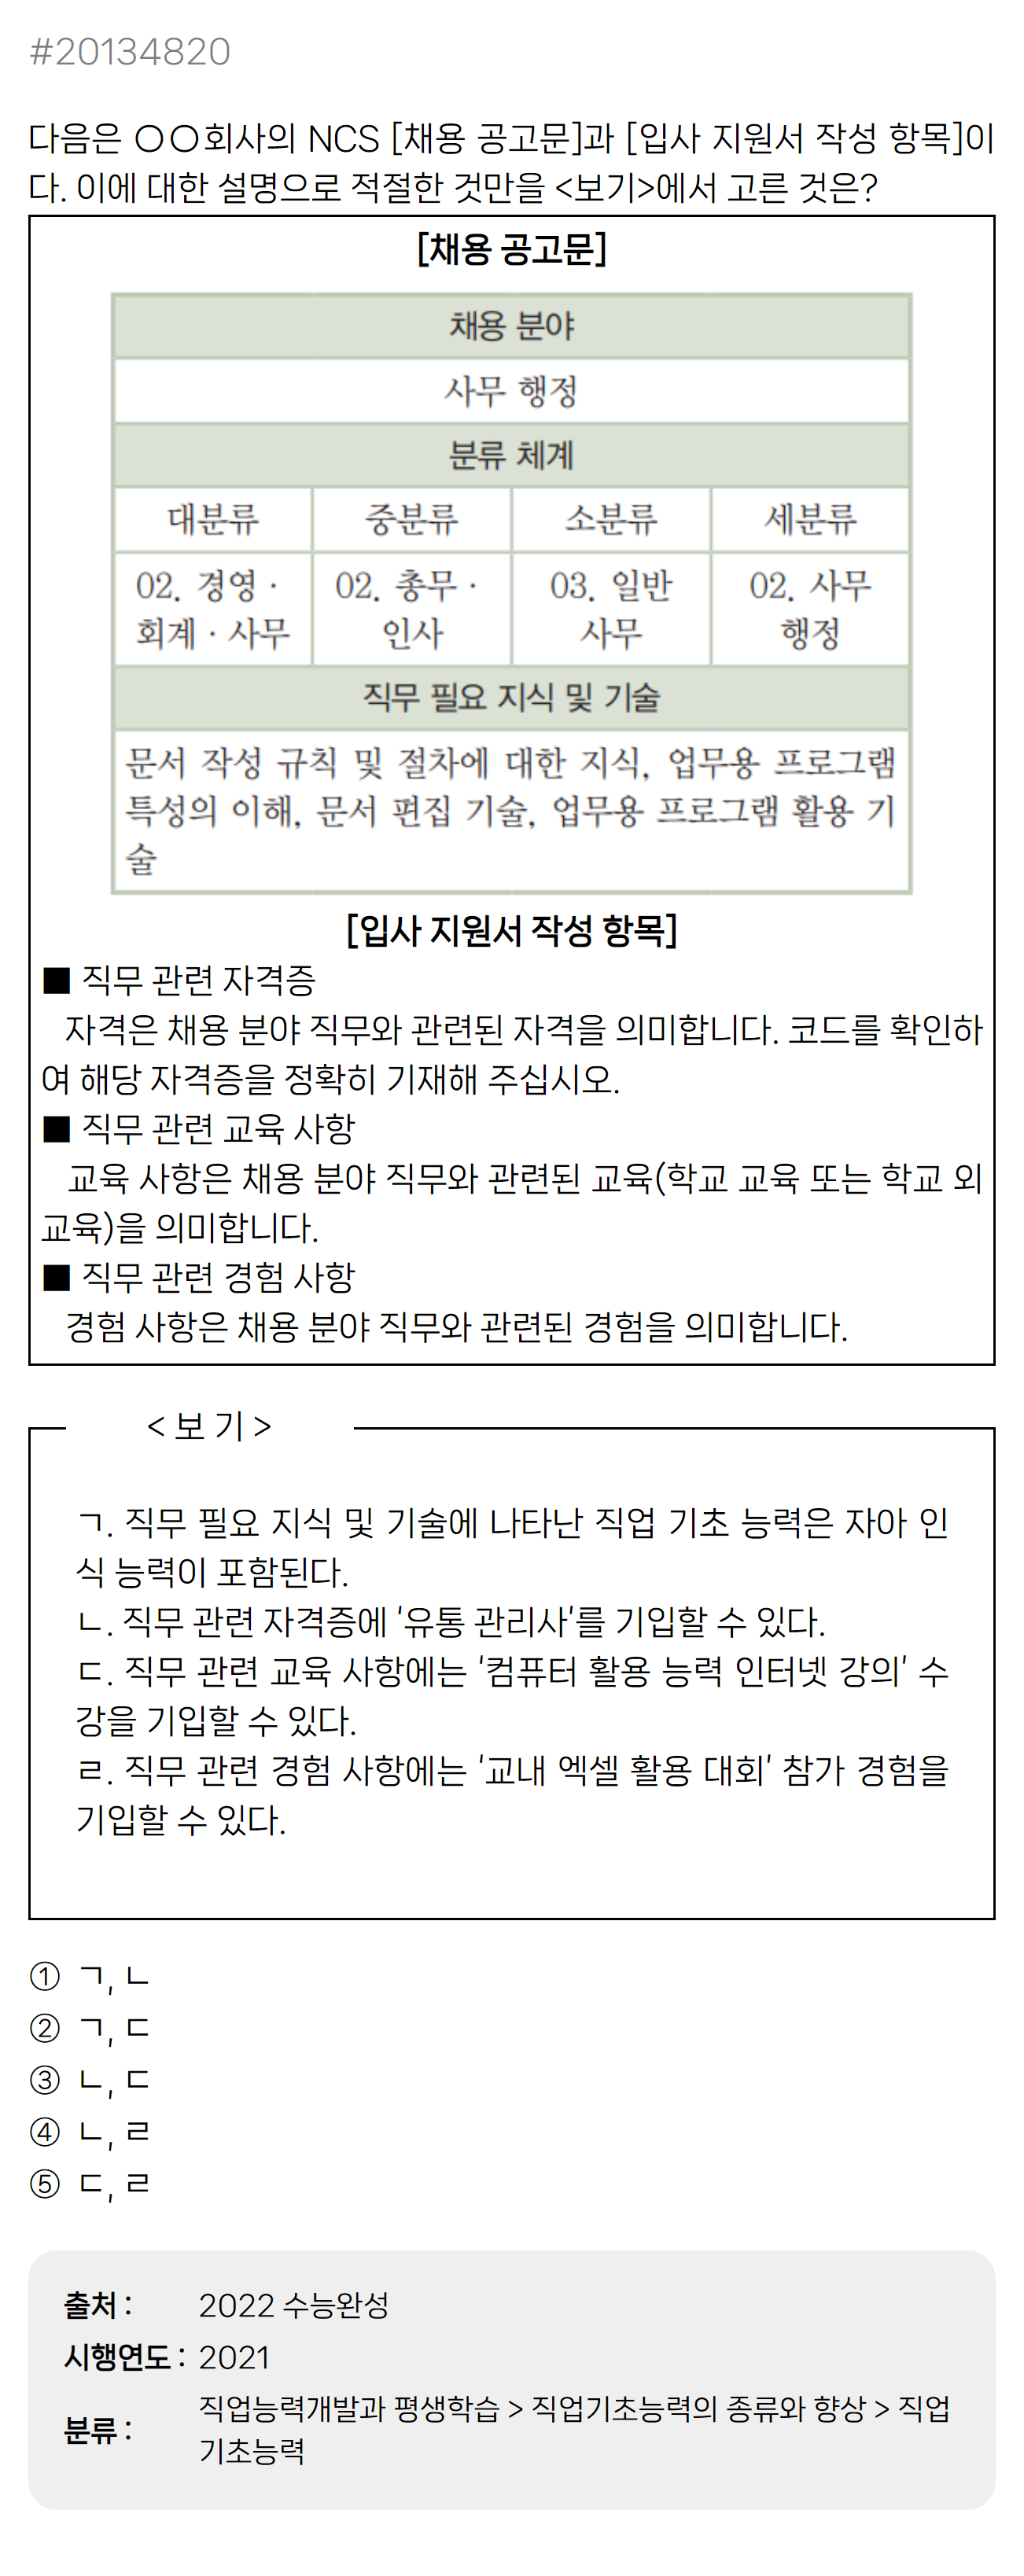 #20134820
다음은 ○○회사의 NCS [채용 공고문]과 [입사 지원서 작성 항목]이
다. 이에 대한 설명으로 적절한 것만을 <보기>에서 고른 것은?
[채용 공고문]
채용 분야
사무 행정
분류 체계
대분류 중분류 소분류 세분류
02. 경영· 02. 총무· 03. 일반 02. 사무
회계·사무 인사 사무 행정
직무 필요 지식 및 기술
문서 작성 규칙 및 절차에 대한 지식, 업무용 프로그램
특성의 이해, 문서 편집 기술, 업무용 프로그램 활용 기
술
[입사 지원서 작성 항목]
■ 직무 관련 자격증
자격은 채용 분야 직무와 관련된 자격을 의미합니다. 코드를 확인하
여 해당 자격증을 정확히 기재해 주십시오.
■ 직무 관련 교육 사항
교육 사항은 채용 분야 직무와 관련된 교육(학교 교육 또는 학교 외
교육)을 의미합니다.
■ 직무 관련 경험 사항
경험 사항은 채용 분야 직무와 관련된 경험을 의미합니다.
< 보 기 >
ㄱ. 직무 필요 지식 및 기술에 나타난 직업 기초 능력은 자아 인
식 능력이 포함된다.
ㄴ. 직무 관련 자격증에 '유통 관리사'를 기입할 수 있다.
ㄷ. 직무 관련 교육 사항에는 '컴퓨터 활용 능력 인터넷 강의' 수
강을 기입할 수 있다.
ㄹ. 직무 관련 경험 사항에는 '교내 엑셀 활용 대회' 참가 경험을
기입할 수 있다.
① ㄱ, ㄴ
② ㄱ, ㄷ
③ ㄴ, ㄷ
④ ㄴ, ㄹ
⑤ ㄷ, ㄹ
출처 : 2022 수능완성
시행연도 : 2021
분류 : 직업능력개발과 평생학습 > 직업기초능력의 종류와 향상 > 직업
기초능력